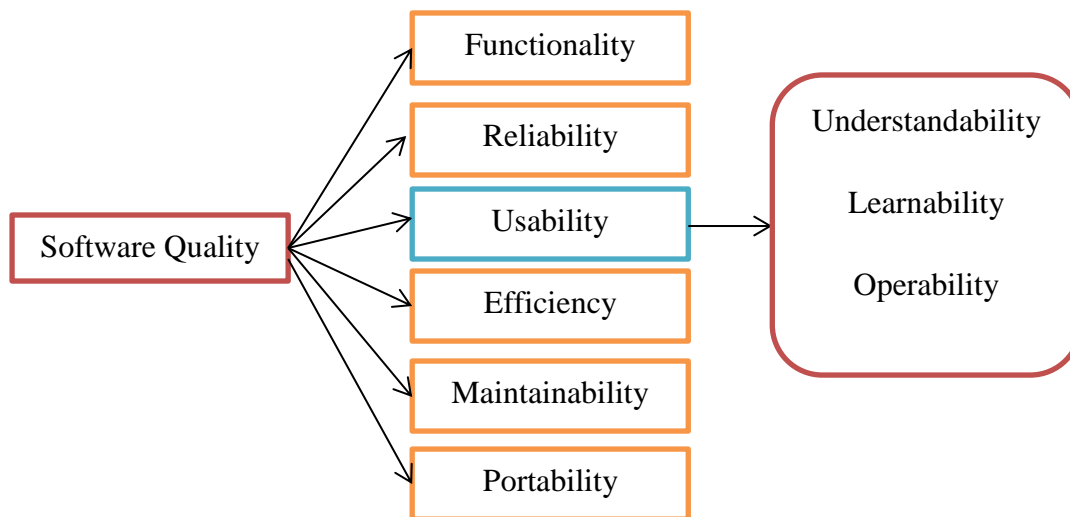 Functionality
Reliability
Usability
Efficiency
Maintainability
Portability
Software Quality
Understandability
Learnability
Operability